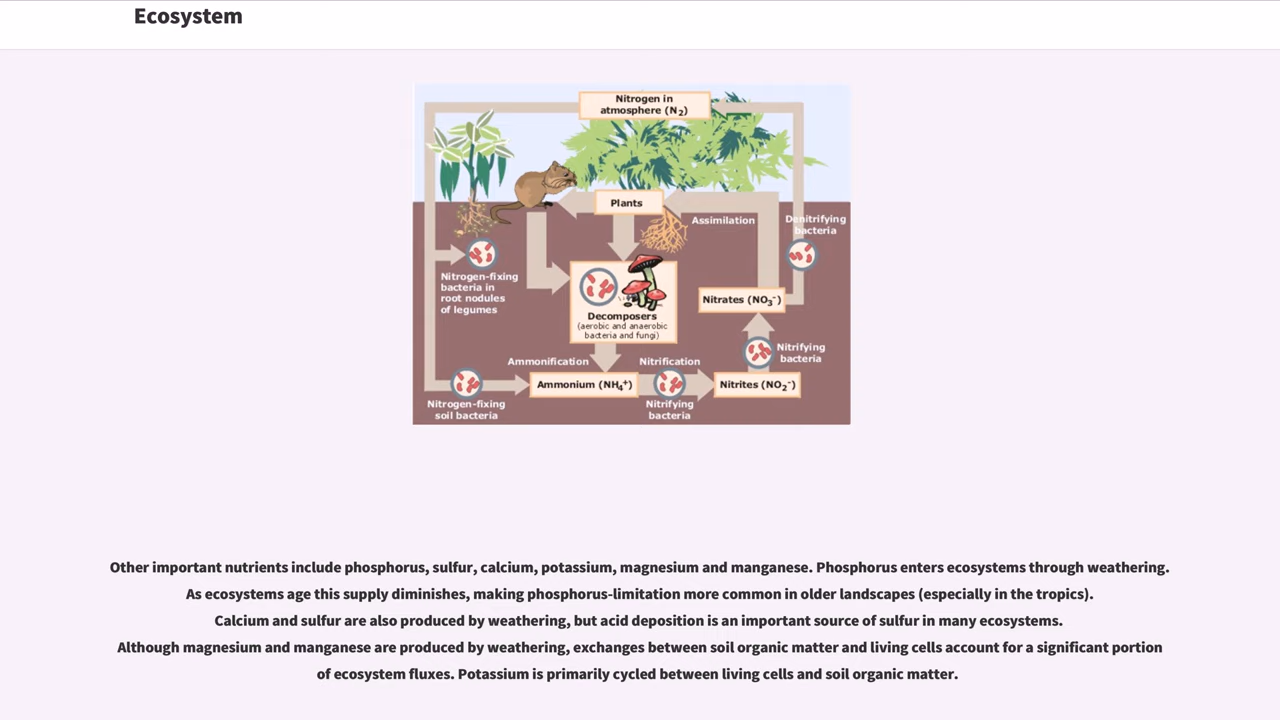 Ecosystem
Nitrogen in
atmosphere (N2)
Plants
Assimilation
Denitrifying
bacteria
Nitrogen-fixing
bacteria in
root nodules
of legumes
Nitrates (NO3-)
Decomposers
(aerobic and anaerobic
bacteria and fungi)
Nitrifying
bacteria
Ammonification
Nitrification
Ammonium (NH4+)
Nitrites (NO2-)
Nitrogen-fixing
soil bacteria
Nitrifying
bacteria
Other important nutrients include phosphorus, sulfur, calcium, potassium, magnesium and manganese. Phosphorus enters ecosystems through weathering.
As ecosystems age this supply diminishes, making phosphorus-limitation more common in older landscapes (especially in the tropics).
Calcium and sulfur are also produced by weathering, but acid deposition is an important source of sulfur in many ecosystems.
Although magnesium and manganese are produced by weathering, exchanges between soil organic matter and living cells account for a significant portion
of ecosystem fluxes. Potassium is primarily cycled between living cells and soil organic matter.